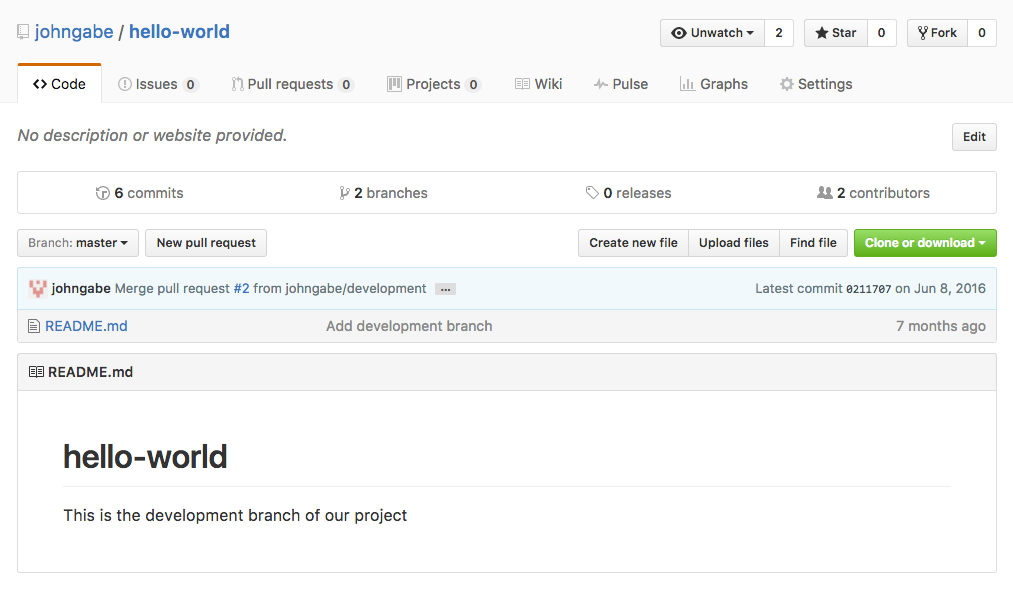 johngabe / hello-world
Unwatch 2 Star 0 Fork 0
Code Issues 0 Pull requests 0 Projects 0 Wiki Pulse Graphs Settings
No description or website provided. Edit
6 commits 2 branches 0 releases 2 contributors
Branch: master New pull request Create new file Upload files Find file Clone or download
johngabe Merge pull request #2 from johngabe/development ... Latest commit 0211707 on Jun 8, 2016
README.md Add development branch 7 months ago
README.md
hello-world
This is the development branch of our project